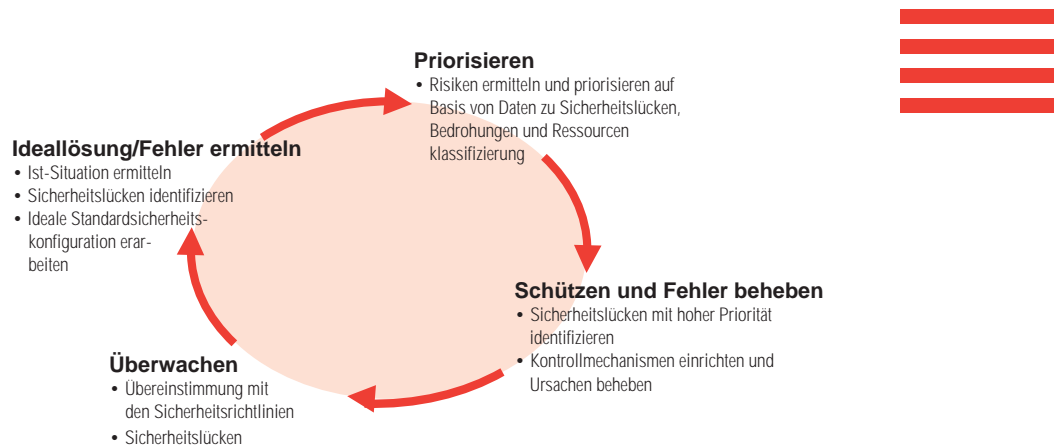 Priorisieren
• Risiken ermitteln und priorisieren auf
Basis von Daten zu Sicherheitslücken,
Bedrohungen und Ressourcen
klassifizierung
Ideallösung/Fehler ermitteln
• Ist-Situation ermitteln
• Sicherheitslücken identifizieren
• Ideale Standardsicherheits-
konfiguration erar-
beiten
Schützen und Fehler beheben
• Sicherheitslücken mit hoher Priorität
identifizieren
• Kontrollmechanismen einrichten und
Ursachen beheben
Überwachen
• Übereinstimmung mit
den Sicherheitsrichtlinien
• Sicherheitslücken